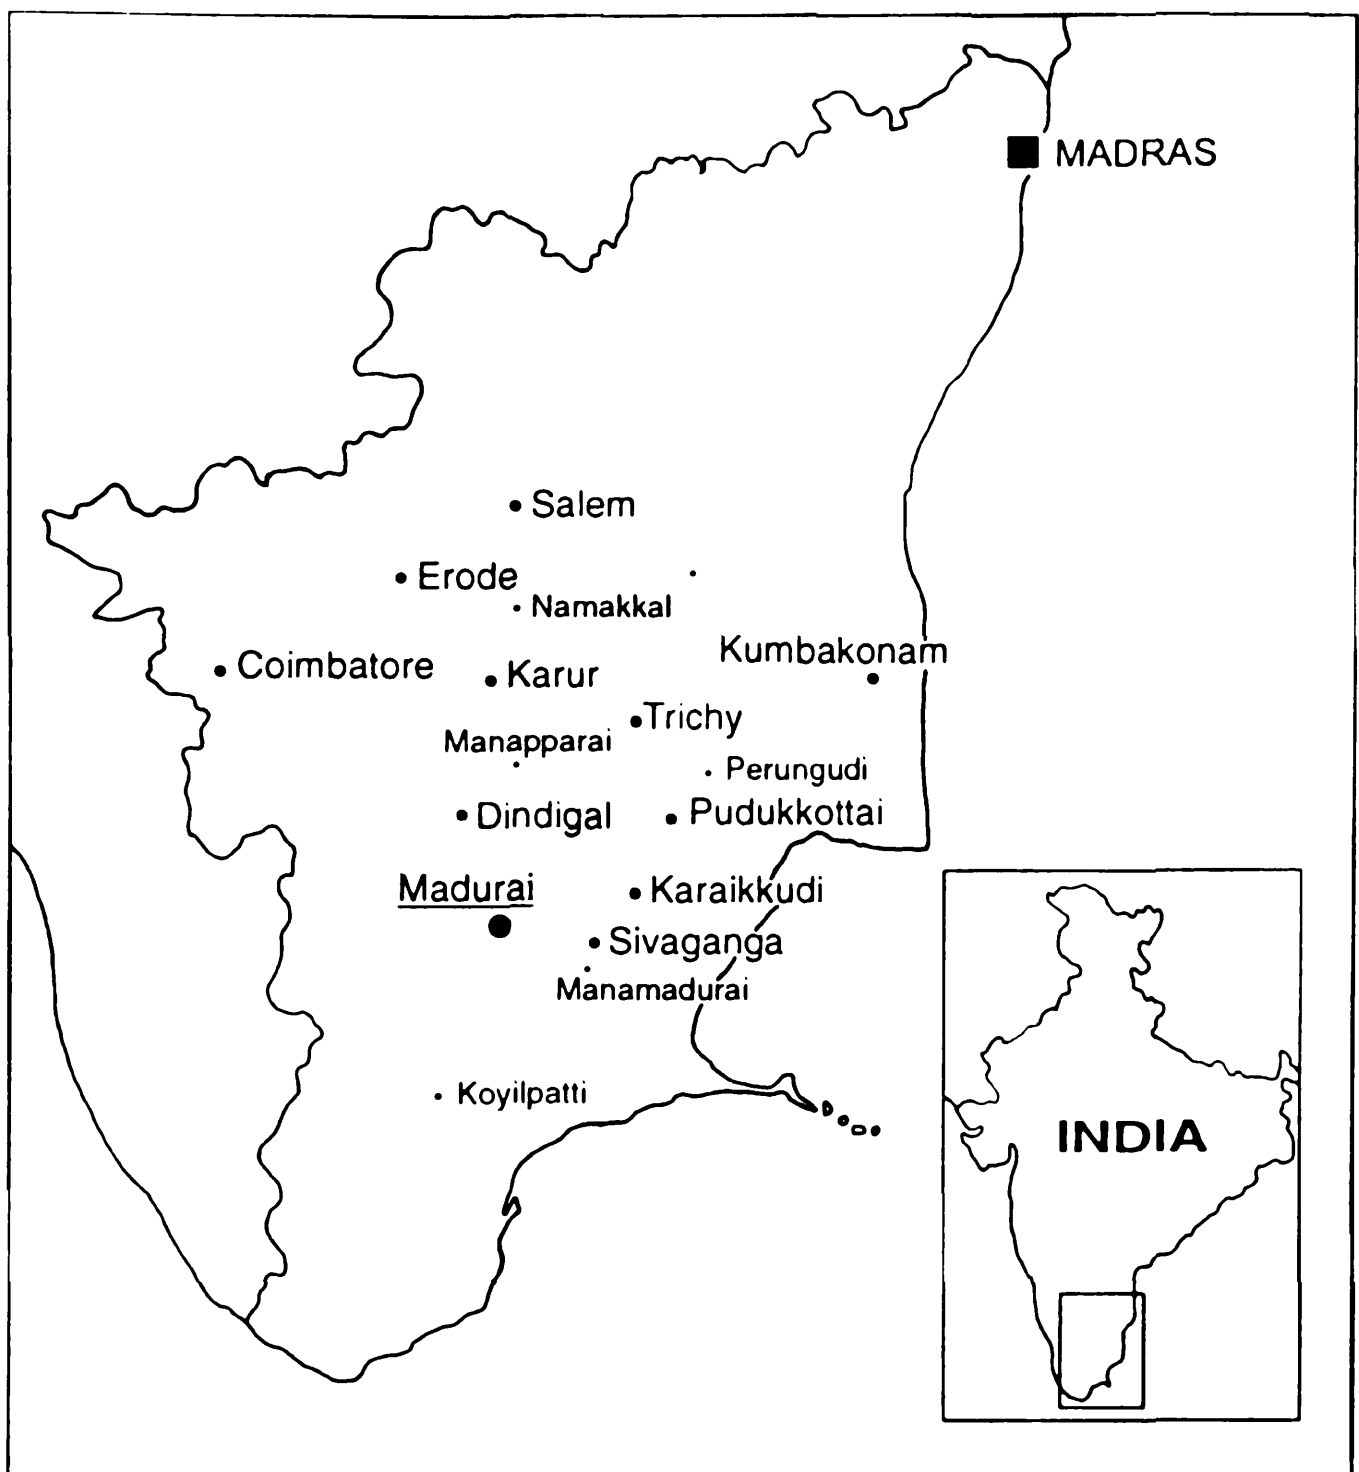 MADRAS
Salem
Erode
Namakkal
Kumbakonam
Coimbatore
Karur
Trichy
Manapparai
Perungudi
Dindigal
Pudukkottai
Madurai
Karaikkudi
Sivaganga
Manamadurai
Koyilpatti
INDIA